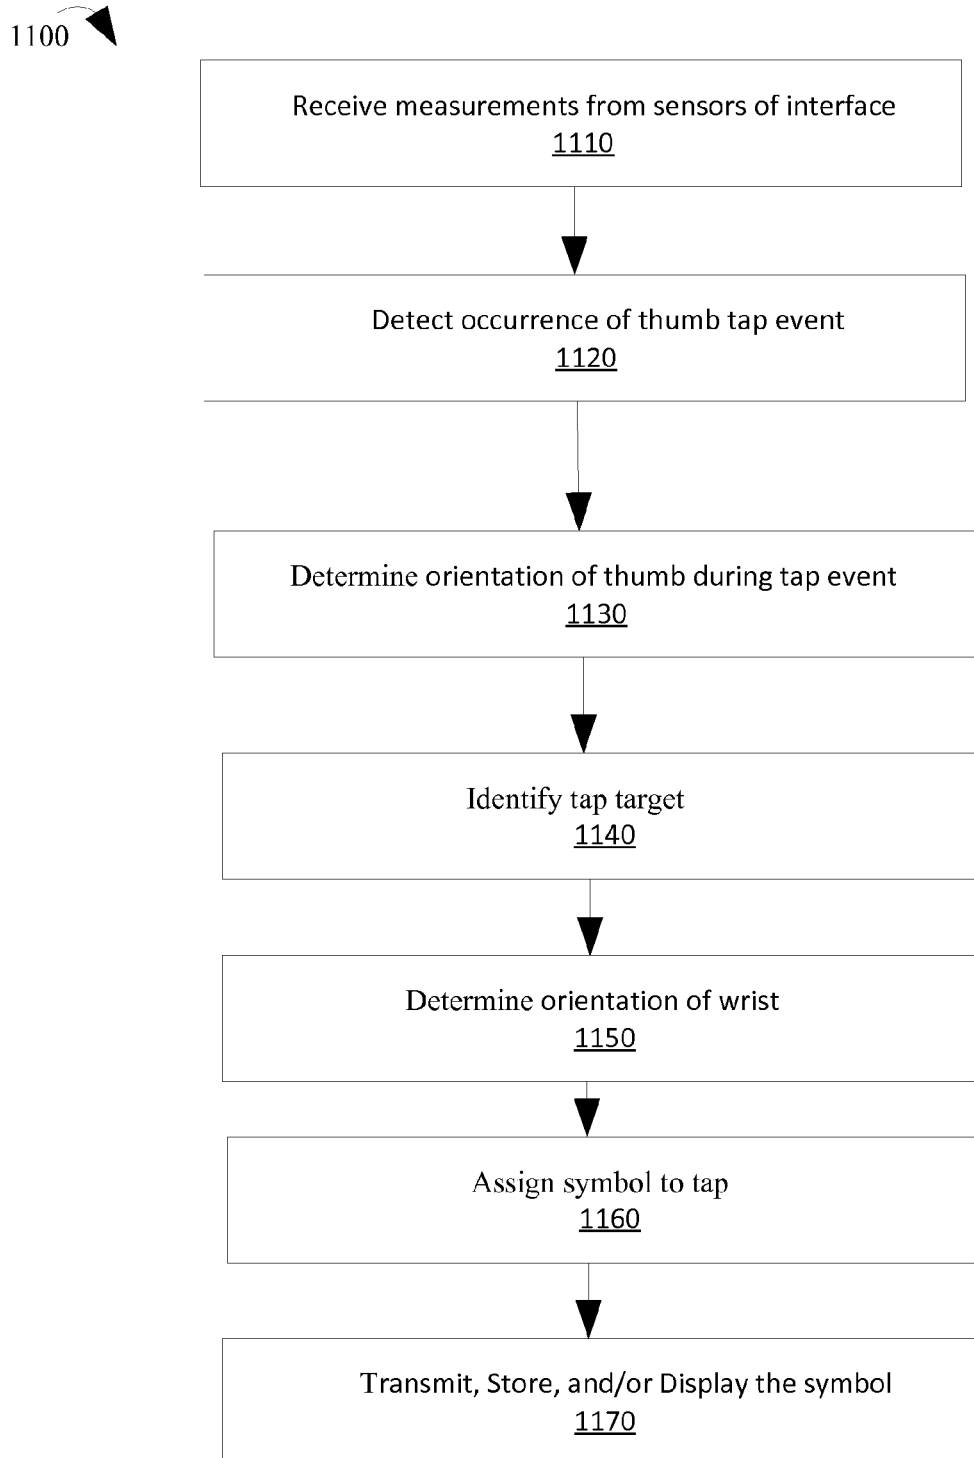 1100
Receive measurements from sensors of interface
1110
Detect occurrence of thumb tap event
1120
Determine orientation of thumb during tap event
1130
Identify tap target
1140
Determine orientation of wrist
1150
Assign symbol to tap
1160
Transmit, Store, and/or Display the symbol
1170